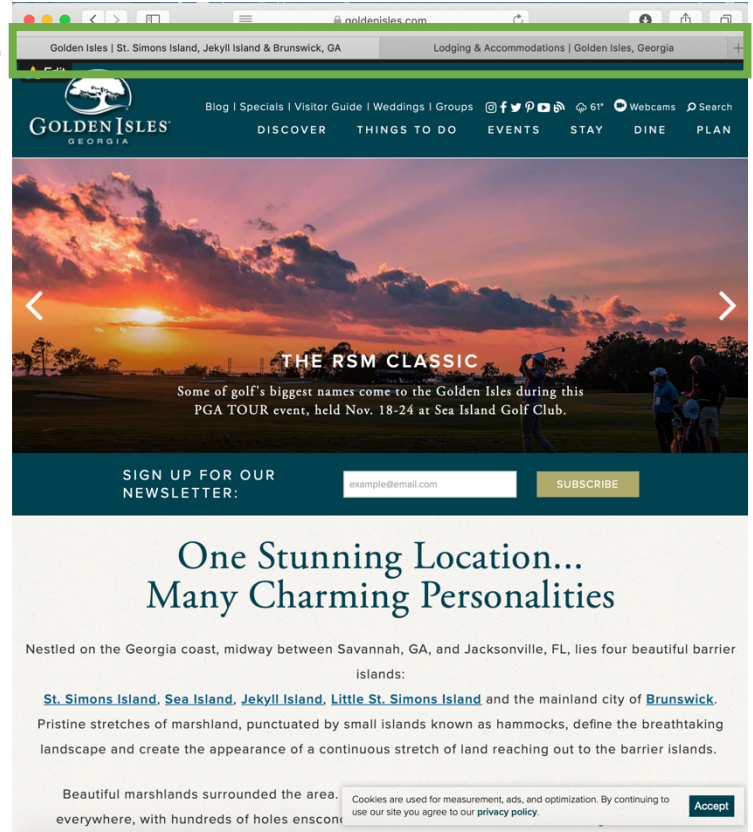 goldenisles.com
Golden Isles | St. Simons Island, Jekyll Island & Brunswick, GA
Lodging & Accommodations | Golden Isles, Georgia
+
Edit
GOLDEN ISLES
GEORGIA
Blog | Specials | Visitor Guide | Weddings | Groups 61° Webcams Search
DISCOVER THINGS TO DO EVENTS STAY DINE PLAN
THE RSM CLASSIC
Some of golf's biggest names come to the Golden Isles during this
PGA TOUR event, held Nov. 18-24 at Sea Island Golf Club.
SIGN UP FOR OUR
NEWSLETTER:
example@email.com
SUBSCRIBE
One Stunning Location...
Many Charming Personalities
Nestled on the Georgia coast, midway between Savannah, GA, and Jacksonville, FL, lies four beautiful barrier
islands:
St. Simons Island, Sea Island, Jekyll Island, Little St. Simons Island and the mainland city of Brunswick.
Pristine stretches of marshland, punctuated by small islands known as hammocks, define the breathtaking
landscape and create the appearance of a continuous stretch of land reaching out to the barrier islands.
Beautiful marshlands surrounded the area.
everywhere, with hundreds of holes
Cookies are used for measurement, ads, and optimization. By continuing to
use our site you agree to our privacy policy.
Accept